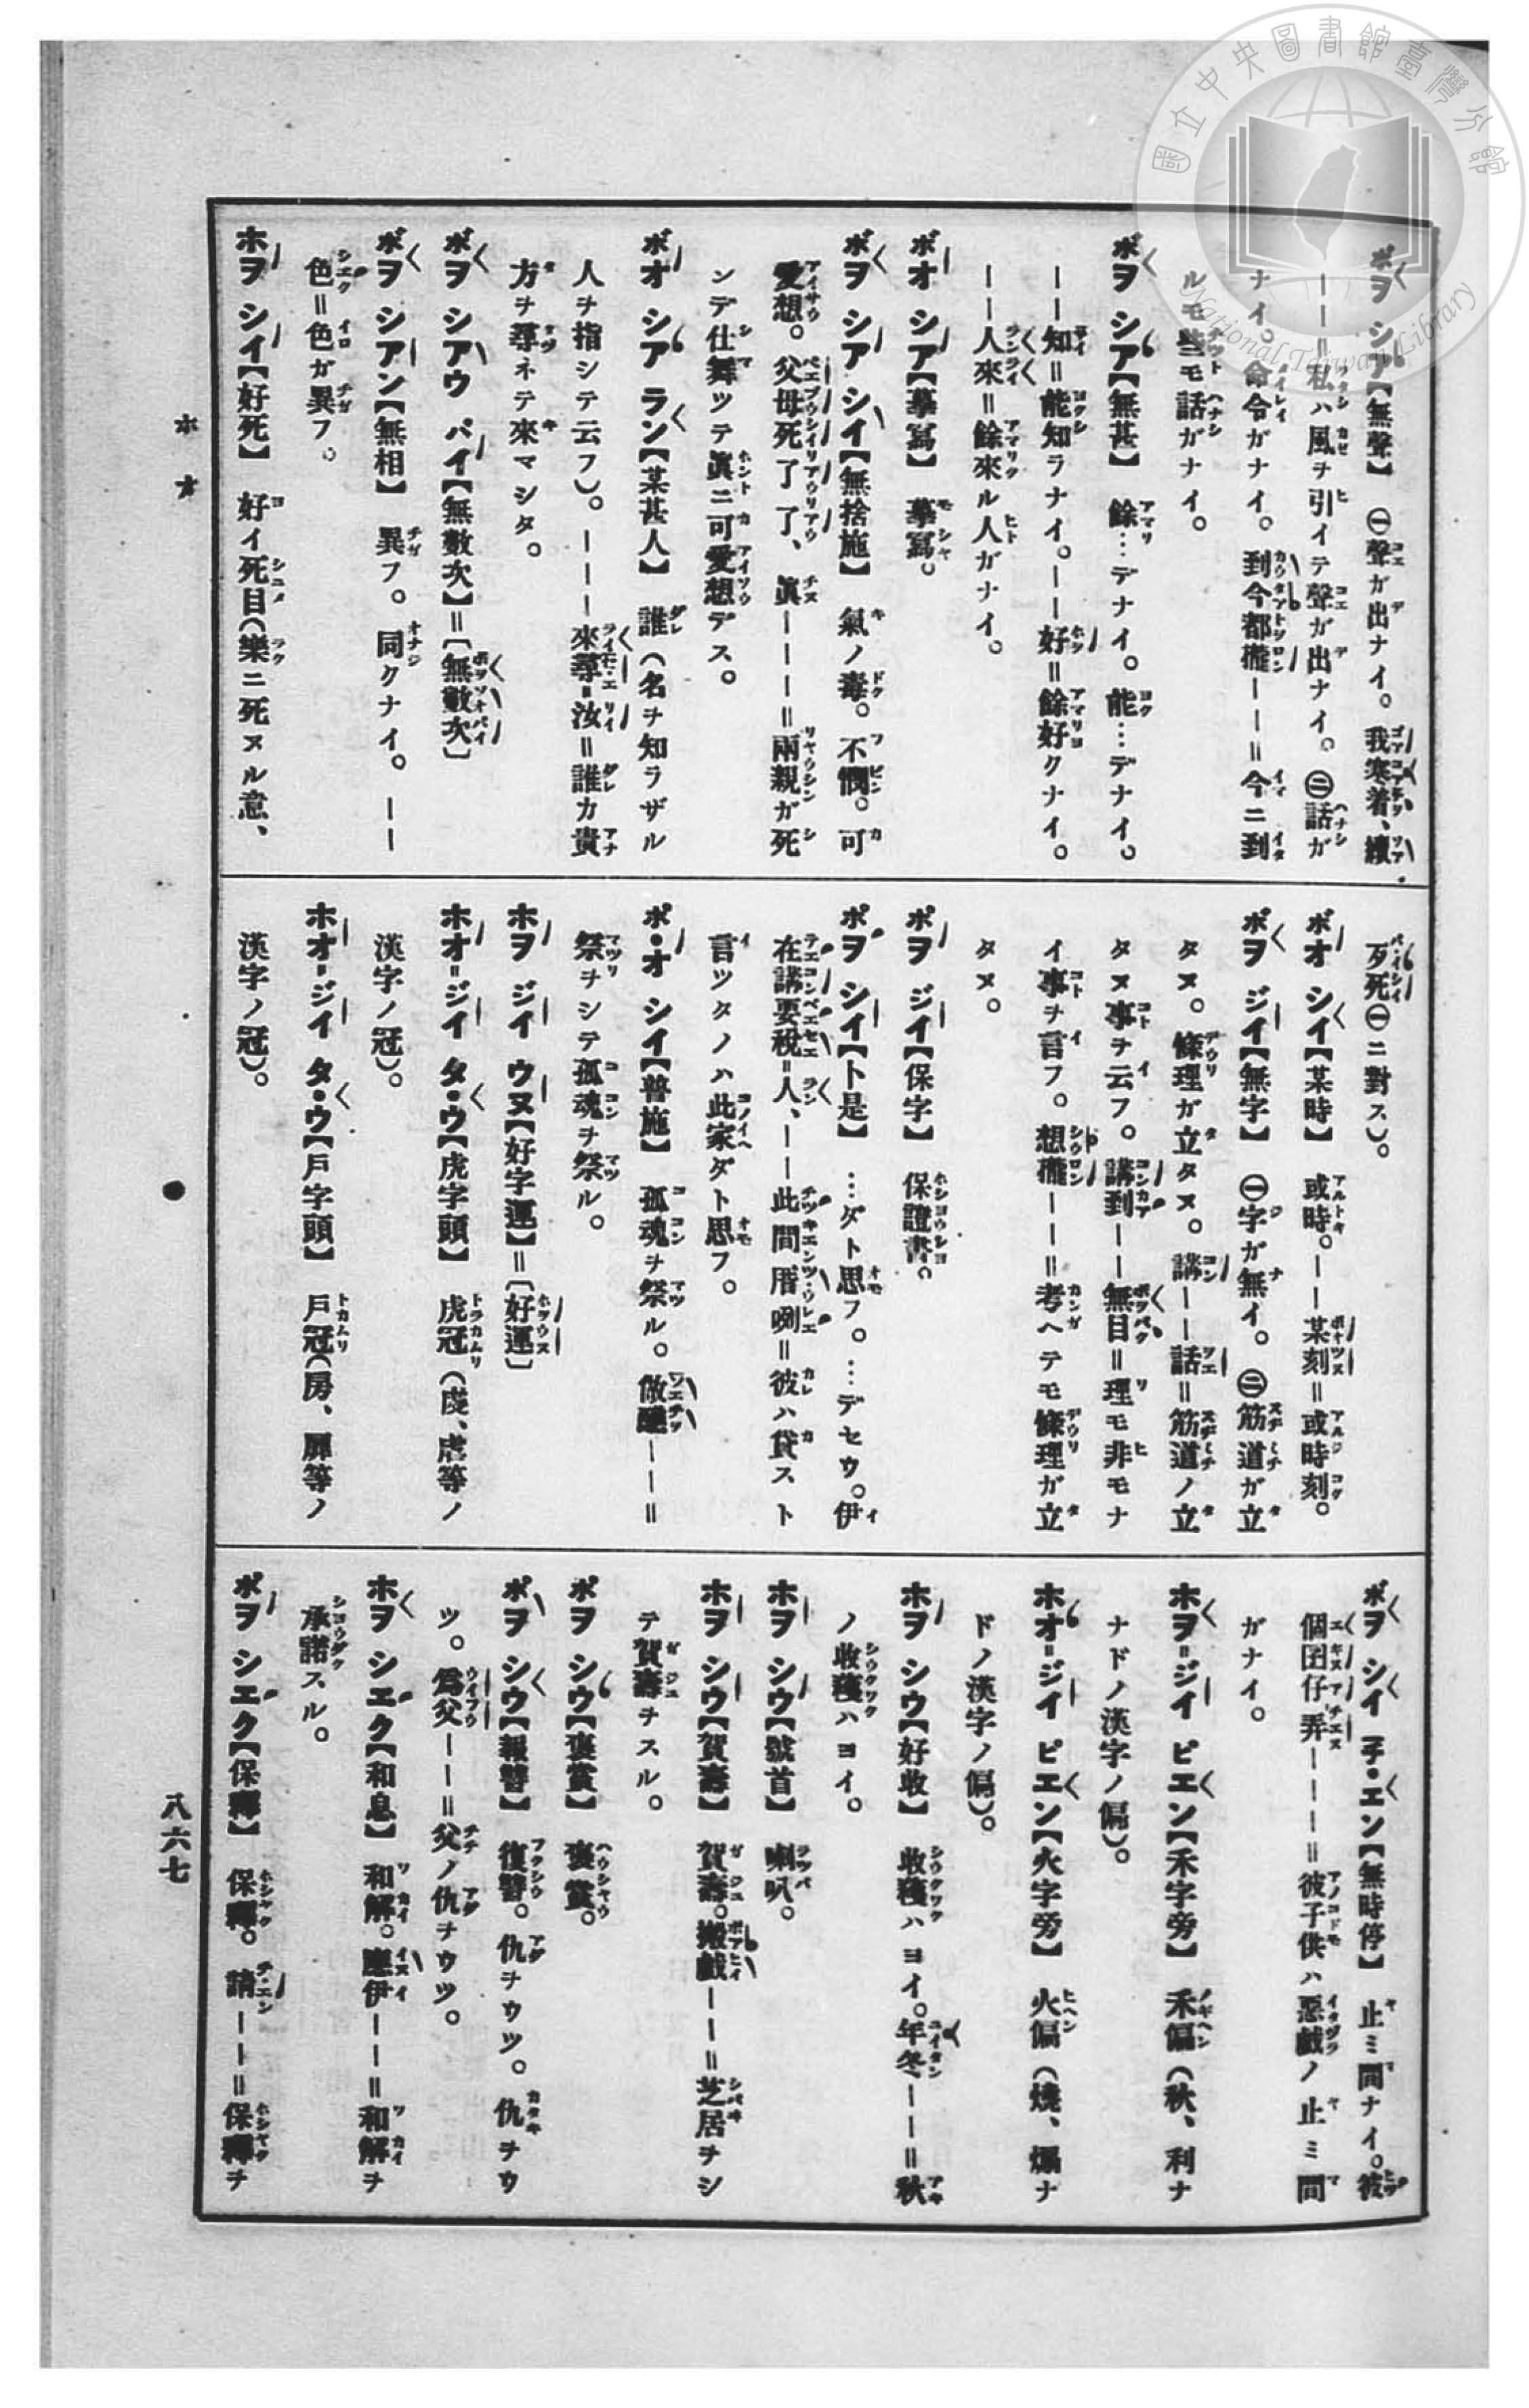 國立中央圖書館臺灣分館
National Taiwan Library
ボヲ シア【無聲】 ㊀聲ガ出ナイ。我寒着、續
———=私ハ風ヲ引イテ聲ガ出ナイ。㊁話ガ
ナイ。命令ガナイ。到今都——=今ニ到
ルモ些モ話ガナイ。
ボヲ シア【無甚】 餘…デナイ。能…デナイ。
——知=能知ラナイ。——好=餘好クナイ。
——人來=餘來ル人ガナイ。
ボオ シア【摹寫】 摹寫。
ボヲ シア シイ【無捨施】 氣ノ毒。不憫。可
愛想。父母死了了、眞———=兩親ガ死
ンデ仕舞ツテ眞ニ可愛想デス。
ボオ シア ラン【某甚人】 誰(名ヲ知ラザル
人ヲ指シテ云フ)。———來尋汝=誰カ貴
方ヲ尋ネテ來マシタ。
ボヲ シアウ パイ【無數次】=〔無數次〕
ボヲ シアン【無相】 異フ。同クナイ。——
色=色ガ異フ。
ホヲ シイ【好死】 好イ死目(樂ニ死ヌル意、
歹死㊀ニ對ス)。
ボオ シイ【某時】 或時。——某刻=或時刻。
ボヲ ジイ【無字】 ㊀字ガ無イ。㊁筋道ガ立
タヌ。條理ガ立タヌ。講——話=筋道ノ立
タヌ事ヲ云フ。講到——無目=理モ非モナ
イ事ヲ言フ。想——=考ヘテモ條理ガ立
タヌ。
ポヲ ジイ【保字】 保證書。
ポヲ シイ【卜是】 …ダト思フ。…デセウ。伊
在講要税人、——此間厝咧=彼ハ貸スト
言ツタノハ此家ダト思フ。
ポ・オ シイ【普施】 孤魂ヲ祭ル。做醮——=
祭ヲシテ孤魂ヲ祭ル。
ホヲ ジイ ウヌ【好字運】=〔好運〕
ホオ=ジイ タ・ウ【虎字頭】 虎冠(虔、虐等ノ
漢字ノ冠)。
ホオ=ジイ タ・ウ【戶字頭】 戶冠(房、扉等ノ
漢字ノ冠)。
ボヲ シイ チ・エン【無時停】 止ミ間ナイ。彼
個囝仔弄———=彼子供ハ惡戯ノ止ミ間
ガナイ。
ホヲ=ジイ ピエン【禾字旁】 禾偏(秋、利ナ
ナドノ漢字ノ偏)。
ホオ=ジイ ピエン【火字旁】 火偏(燒、煽ナ
ドノ漢字ノ偏)。
ホヲ シウ【好收】 收穫ハヨイ。年冬——=秋
ノ收穫ハヨイ。
ホヲ シウ【號首】 喇叭。
ホヲ シウ【賀壽】 賀壽。搬戲——=芝居ヲシ
テ賀壽ヲスル。
ポヲ シウ【褒賞】 褒賞。
ポヲ シウ【報讐】 復讐。仇ヲウツ。仇ヲウ
ツ。爲父——=父ノ仇ヲウツ。
ホヲ シエク【和息】 和解。應伊——=和解ヲ
承諾スル。
ポヲ シエク【保釋】 保釋。請——=保釋ヲ
ホオ
八六七